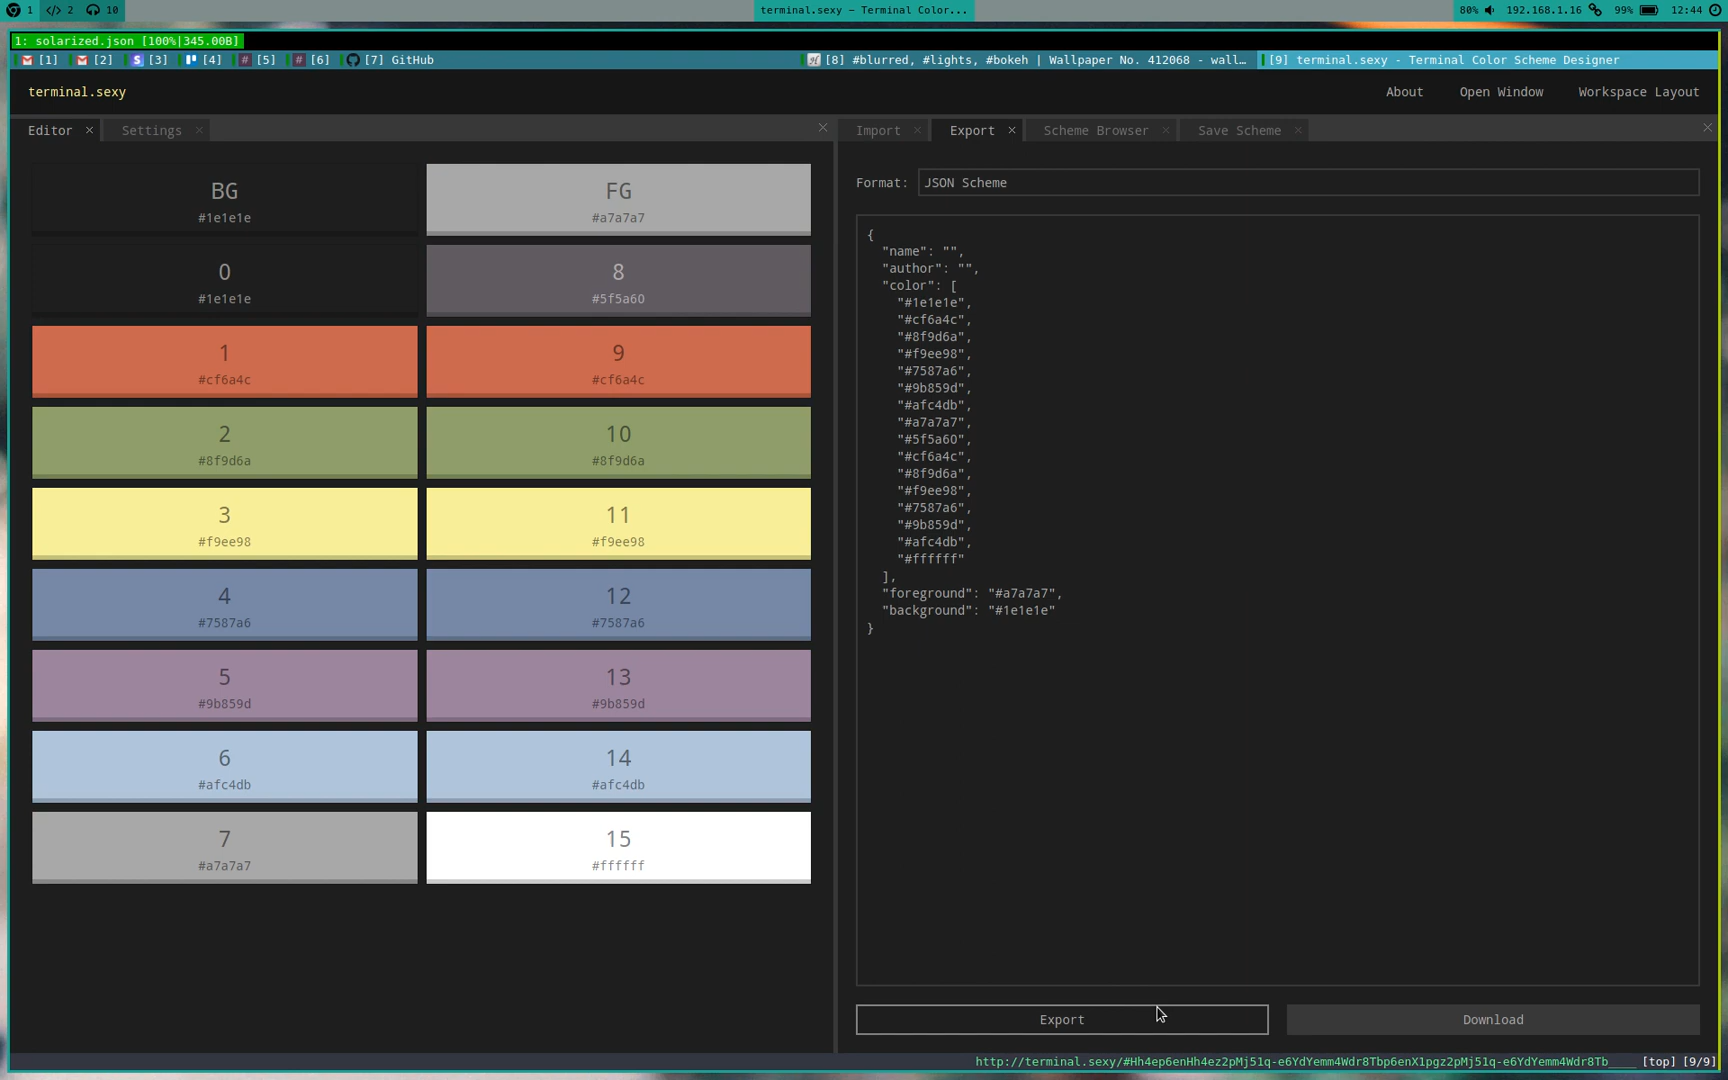 1 2 10 terminal.sexy – Terminal Color... 80% 192.168.1.16 99% 12:44
1: solarized.json [100%|345.00B]
[1] [2] [3] [4] [5] [6] [7] GitHub [8] #blurred, #lights, #bokeh | Wallpaper No. 412068 - wall… [9] terminal.sexy - Terminal Color Scheme Designer
terminal.sexy About Open Window Workspace Layout
Editor × Settings × × Import × Export × Scheme Browser × Save Scheme × ×
BG
#1e1e1e
FG
#a7a7a7
0
#1e1e1e
8
#5f5a60
1
#cf6a4c
9
#cf6a4c
2
#8f9d6a
10
#8f9d6a
3
#f9ee98
11
#f9ee98
4
#7587a6
12
#7587a6
5
#9b859d
13
#9b859d
6
#afc4db
14
#afc4db
7
#a7a7a7
15
#ffffff
Format: JSON Scheme
{
"name": "",
"author": "",
"color": [
"#1e1e1e",
"#cf6a4c",
"#8f9d6a",
"#f9ee98",
"#7587a6",
"#9b859d",
"#afc4db",
"#a7a7a7",
"#5f5a60",
"#cf6a4c",
"#8f9d6a",
"#f9ee98",
"#7587a6",
"#9b859d",
"#afc4db",
"#ffffff"
],
"foreground": "#a7a7a7",
"background": "#1e1e1e"
}
Export Download
http://terminal.sexy/#Hh4ep6enHh4ez2pMj51q-e6YdYemm4Wdr8Tbp6enX1pgz2pMj51q-e6YdYemm4Wdr8Tb____ [top] [9/9]